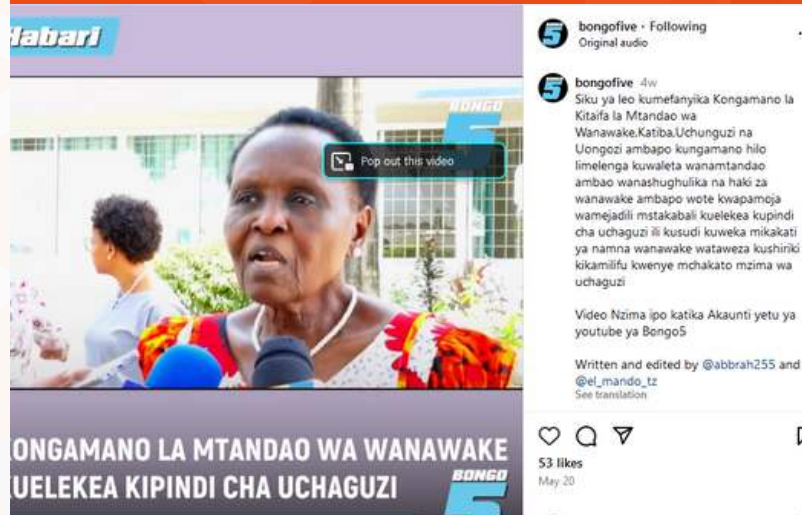 Habari
BONGO
5
Pop out this video
KONGAMANO LA MTANDAO WA WANAWAKE
KUELEKEA KIPINDI CHA UCHAGUZI
BONGO
5
5
bongofive • Following
Original audio
5
bongofive 4w
Siku ya leo kumefanyika Kongamano la
Kitaifa la Mtandao wa
Wanawake.Katiba,Uchunguzi na
Uongozi ambapo kungamano hilo
limelenga kuwaleta wanamtandao
ambao wanashughulika na haki za
wanawake ambapo wote kwapamoja
wamejadili mstakabali kuelekea kupindi
cha uchaguzi ili kusudi kuweka mikakati
ya namna wanawake wataweza kushiriki
kikamilifu kwenye mchakato mzima wa
uchaguzi
Video Nzima ipo katika Akaunti yetu ya
youtube ya Bongo5
Written and edited by @abbrah255 and
@el_mando_tz
See translation
53 likes
May 20